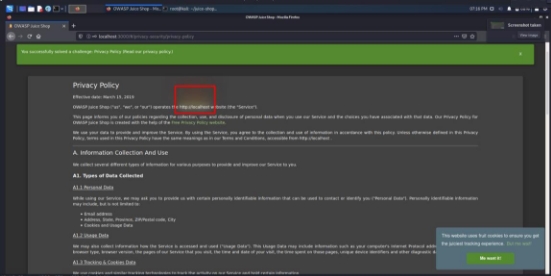 OWASP Juice Shop - Mozilla Firefox
Screenshot taken
OWASP Juice Shop
You successfully solved a challenge: Privacy Policy (Read our privacy policy.)
Privacy Policy
Effective date: March 15, 2019
OWASP Juice Shop ("us", "we", or "our") operates the http://localhost website (the "Service").
This page informs you of our policies regarding the collection, use, and disclosure of personal data when you use our Service and the choices you have associated with that data. Our Privacy Policy for
OWASP Juice Shop is created with the help of the Free Privacy Policy website.
We use your data to provide and improve the Service. By using the Service, you agree to the collection and use of information in accordance with this policy. Unless otherwise defined in this Privacy
Policy, terms used in this Privacy Policy have the same meanings as in our Terms and Conditions, accessible from http://localhost.
A. Information Collection And Use
We collect several different types of information for various purposes to provide and improve our Service to you.
A1. Types of Data Collected
A1.1 Personal Data
While using our Service, we may ask you to provide us with certain personally identifiable information that can be used to contact or identify you ("Personal Data"). Personally identifiable information
may include, but is not limited to:
• Email address
• Address, State, Province, ZIP/Postal code, City
• Cookies and Usage Data
A1.2 Usage Data
We may also collect information how the Service is accessed and used ("Usage Data"). This Usage Data may include information such as your computer's Internet Protocol
browser type, browser version, the pages of our Service that you visit, the time and date of your visit, the time spent on those pages, unique device identifiers and other diagnostic
A1.3 Tracking & Cookies Data
This website uses fruit cookies to ensure you get
the juiciest tracking experience. But me wait!
Me want it!